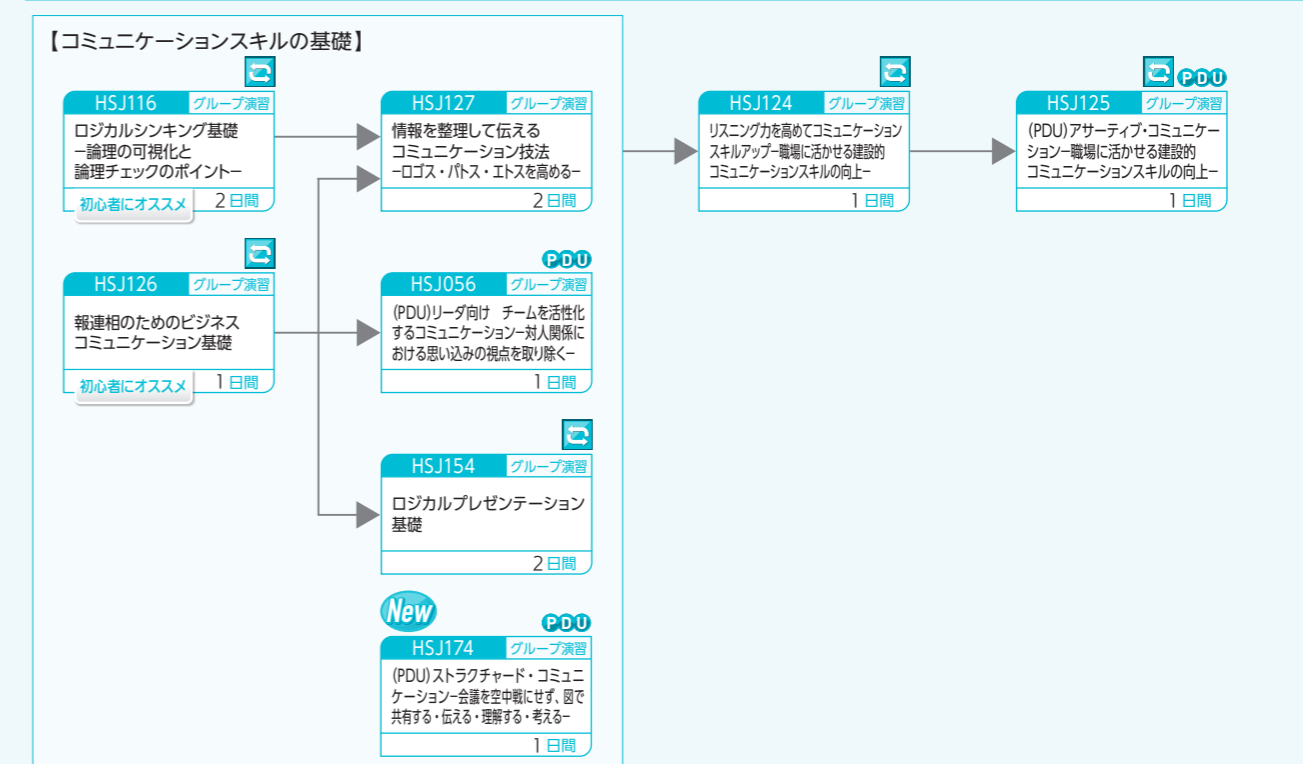 【コミュニケーションスキルの基礎】
HSJ116 グループ演習
ロジカルシンキング基礎
－論理の可視化と
論理チェックのポイント－
初心者にオススメ 2日間
HSJ127 グループ演習
情報を整理して伝える
コミュニケーション技法
－ロゴス・パトス・エトスを高める－
2日間
HSJ124 グループ演習
リスニング力を高めてコミュニケーション
スキルアップ－職場に活かせる建設的
コミュニケーションスキルの向上－
1日間
PDU
HSJ125 グループ演習
(PDU)アサーティブ・コミュニケー
ション－職場に活かせる建設的
コミュニケーションスキルの向上－
1日間
HSJ126 グループ演習
報連相のためのビジネス
コミュニケーション基礎
初心者にオススメ 1日間
PDU
HSJ056 グループ演習
(PDU)リーダ向け　チームを活性化
するコミュニケーション－対人関係に
おける思い込みの視点を取り除く－
1日間
HSJ154 グループ演習
ロジカルプレゼンテーション
基礎
2日間
New
PDU
HSJ174 グループ演習
(PDU)ストラクチャード・コミュニ
ケーション－会議を空中戦にせず、図で
共有する・伝える・理解する・考える－
1日間